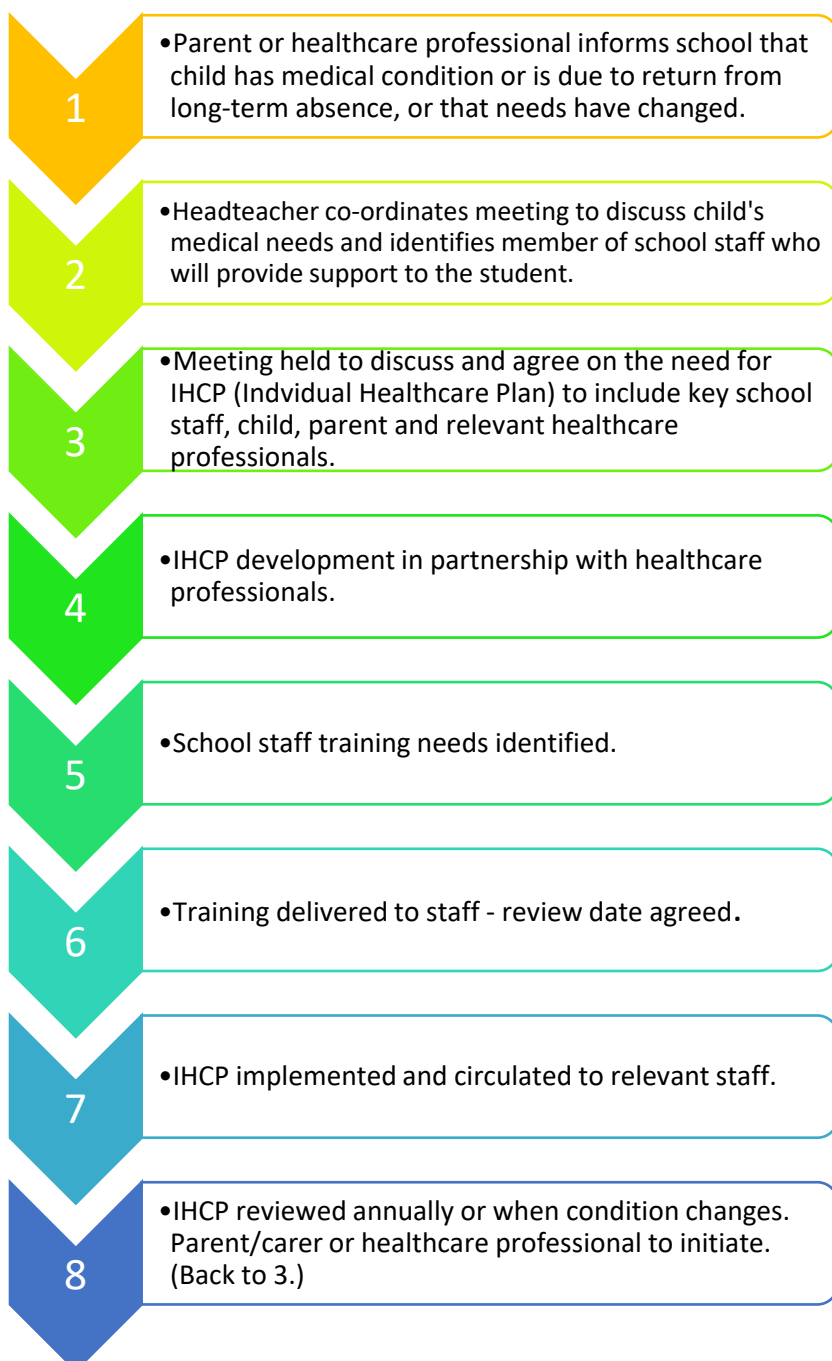 1
•Parent or healthcare professional informs school that
child has medical condition or is due to return from
long-term absence, or that needs have changed.
2
•Headteacher co-ordinates meeting to discuss child's
medical needs and identifies member of school staff who
will provide support to the student.
3
•Meeting held to discuss and agree on the need for
IHCP (Indvidual Healthcare Plan) to include key school
staff, child, parent and relevant healthcare
professionals.
4
•IHCP development in partnership with healthcare
professionals.
5
•School staff training needs identified.
6
•Training delivered to staff - review date agreed.
7
•IHCP implemented and circulated to relevant staff.
8
•IHCP reviewed annually or when condition changes.
Parent/carer or healthcare professional to initiate.
(Back to 3.)